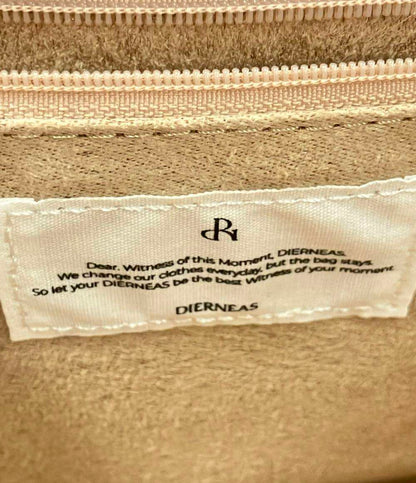 Dear. Witness of this Moment, DIERNEAS.
We change our clothes everyday, but the bag stays.
So let your DIERNEAS be the best Witness of your moment
DIERNEAS